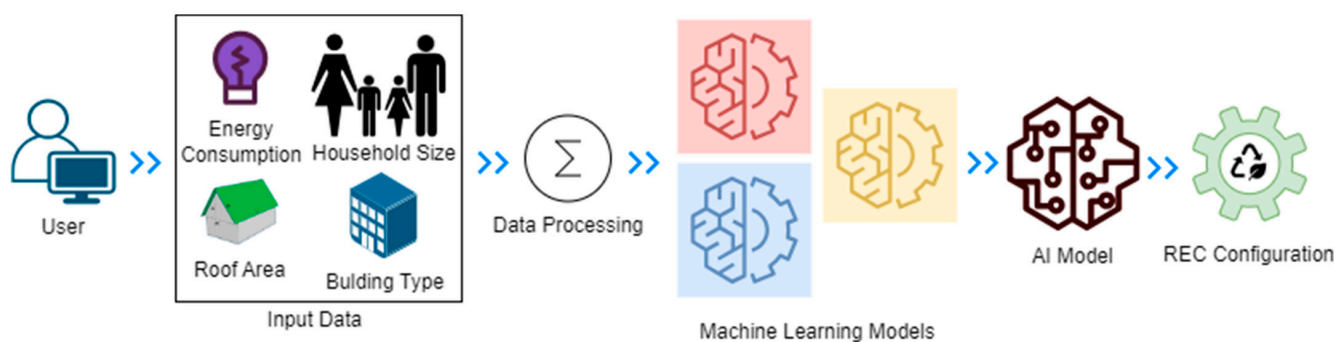 User
Energy
Consumption
Household Size
Roof Area
Bulding Type
Input Data
Σ
Data Processing
Machine Learning Models
AI Model
REC Configuration